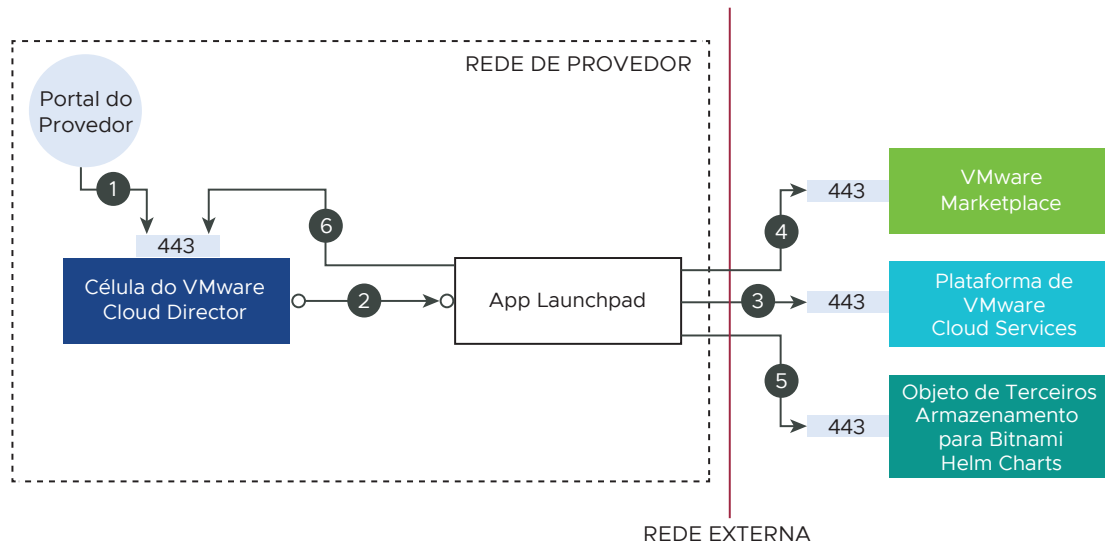 REDE DE PROVEDOR
Portal do
Provedor
1
6
443
Célula do VMware
Cloud Director
2
App Launchpad
4
443
VMware
Marketplace
3
443
Plataforma de
VMware
Cloud Services
5
443
Objeto de Terceiros
Armazenamento
para Bitnami
Helm Charts
REDE EXTERNA